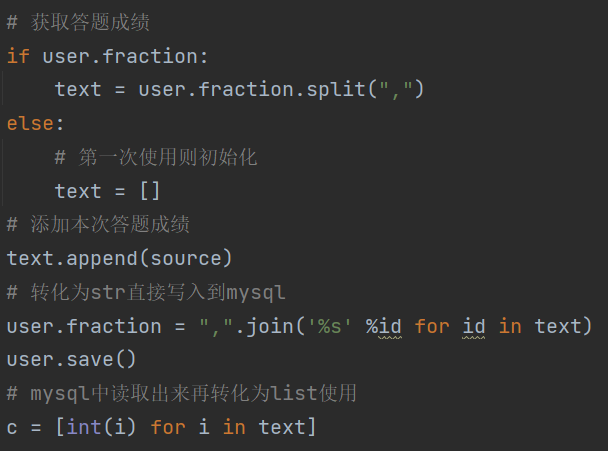 # 获取答题成绩
if user.fraction:
    text = user.fraction.split(",")
else:
    # 第一次使用则初始化
    text = []
# 添加本次答题成绩
text.append(source)
# 转化为str直接写入到mysql
user.fraction = ",".join('%s' %id for id in text)
user.save()
# mysql中读取出来再转化为list使用
c = [int(i) for i in text]